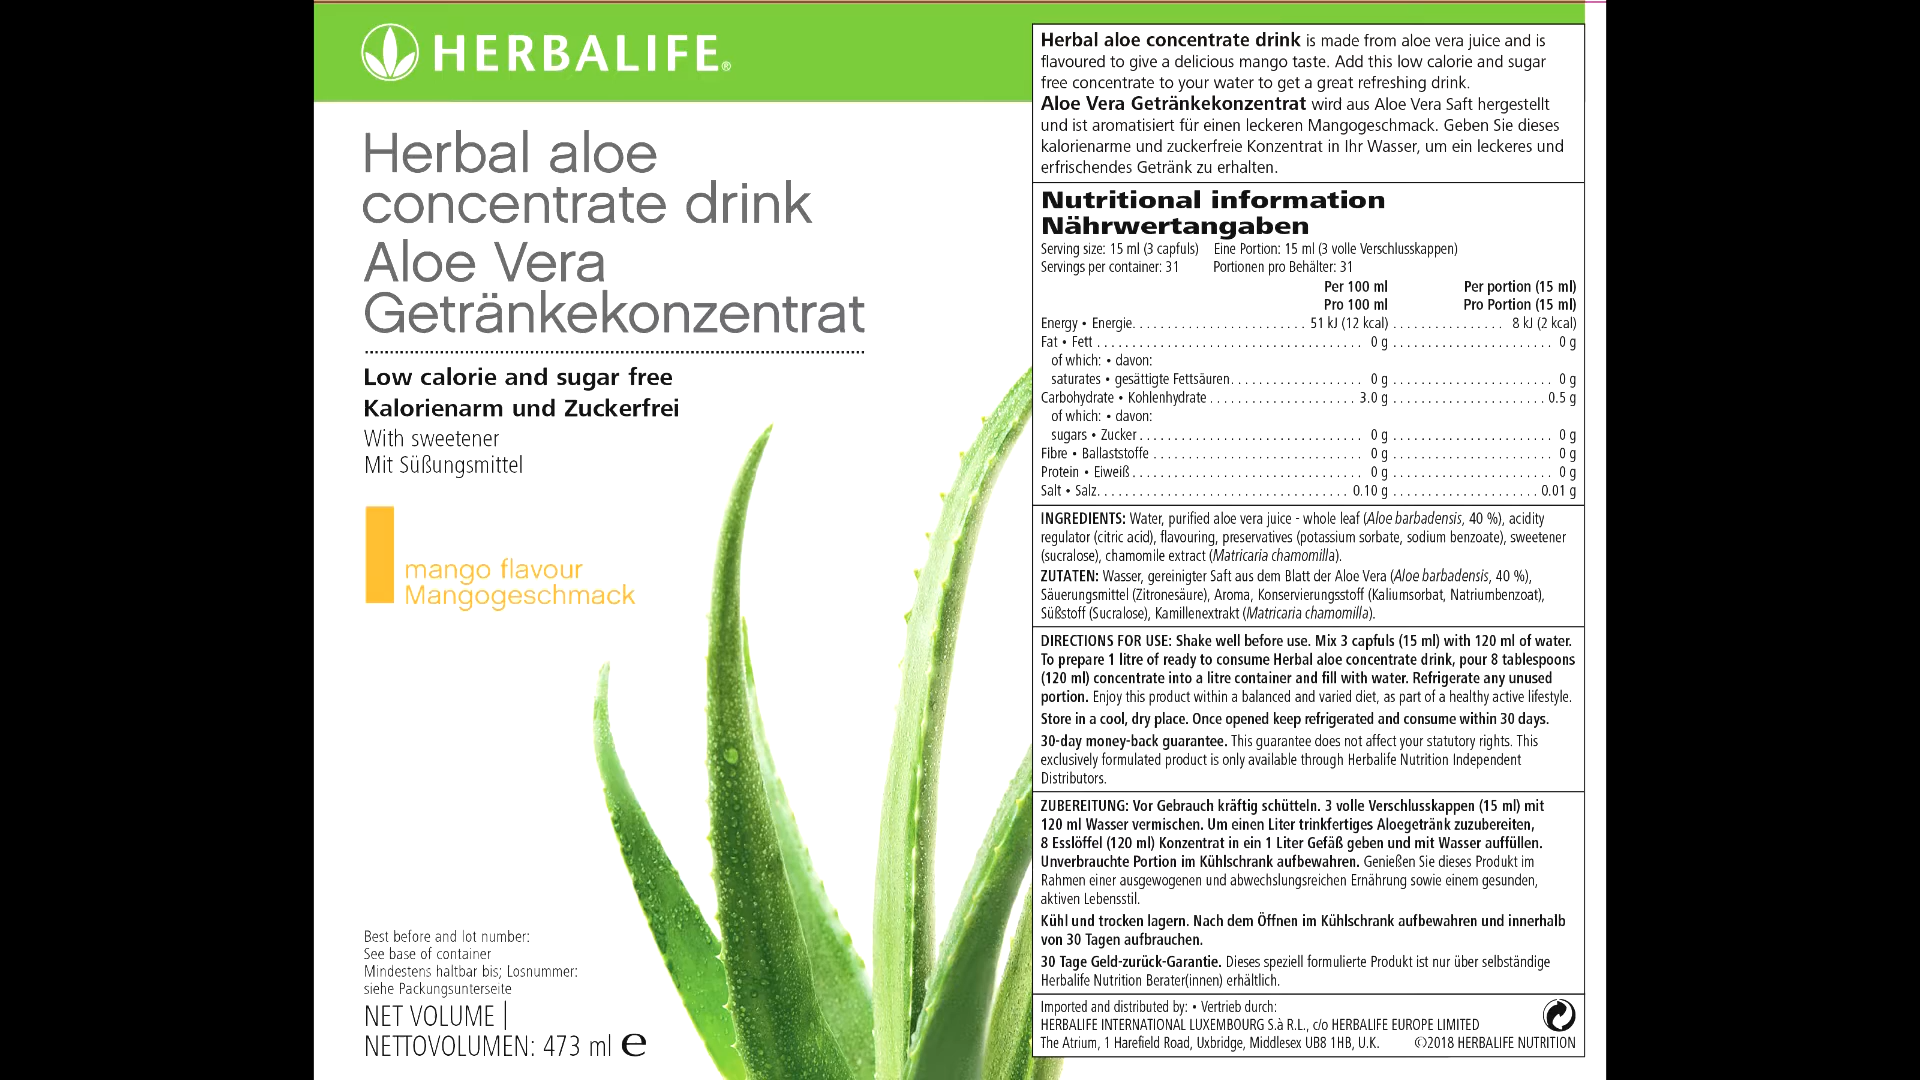 HERBALIFE®
Herbal aloe
concentrate drink
Aloe Vera
Getränkekonzentrat
Low calorie and sugar free
Kalorienarm und Zuckerfrei
With sweetener
Mit Süßungsmittel
mango flavour
Mangogeschmack
Best before and lot number:
See base of container
Mindestens haltbar bis; Losnummer:
siehe Packungsunterseite
NET VOLUME |
NETTOVOLUMEN: 473 ml ℮
Herbal aloe concentrate drink is made from aloe vera juice and is
flavoured to give a delicious mango taste. Add this low calorie and sugar
free concentrate to your water to get a great refreshing drink.
Aloe Vera Getränkekonzentrat wird aus Aloe Vera Saft hergestellt
und ist aromatisiert für einen leckeren Mangogeschmack. Geben Sie dieses
kalorienarme und zuckerfreie Konzentrat in Ihr Wasser, um ein leckeres und
erfrischendes Getränk zu erhalten.
Nutritional information
Nährwertangaben
Serving size: 15 ml (3 capfuls) Eine Portion: 15 ml (3 volle Verschlusskappen)
Servings per container: 31 Portionen pro Behälter: 31
Per 100 ml Per portion (15 ml)
Pro 100 ml Pro Portion (15 ml)
Energy • Energie 51 kJ (12 kcal) 8 kJ (2 kcal)
Fat • Fett 0 g 0 g
of which: • davon:
saturates • gesättigte Fettsäuren 0 g 0 g
Carbohydrate • Kohlenhydrate 3.0 g 0.5 g
of which: • davon:
sugars • Zucker 0 g 0 g
Fibre • Ballaststoffe 0 g 0 g
Protein • Eiweiß 0 g 0 g
Salt • Salz 0.10 g 0.01 g
INGREDIENTS: Water, purified aloe vera juice - whole leaf (Aloe barbadensis, 40 %), acidity
regulator (citric acid), flavouring, preservatives (potassium sorbate, sodium benzoate), sweetener
(sucralose), chamomile extract (Matricaria chamomilla).
ZUTATEN: Wasser, gereinigter Saft aus dem Blatt der Aloe Vera (Aloe barbadensis, 40 %),
Säuerungsmittel (Zitronesäure), Aroma, Konservierungsstoff (Kaliumsorbat, Natriumbenzoat),
Süßstoff (Sucralose), Kamillenextrakt (Matricaria chamomilla).
DIRECTIONS FOR USE: Shake well before use. Mix 3 capfuls (15 ml) with 120 ml of water.
To prepare 1 litre of ready to consume Herbal aloe concentrate drink, pour 8 tablespoons
(120 ml) concentrate into a litre container and fill with water. Refrigerate any unused
portion. Enjoy this product within a balanced and varied diet, as part of a healthy active lifestyle.
Store in a cool, dry place. Once opened keep refrigerated and consume within 30 days.
30-day money-back guarantee. This guarantee does not affect your statutory rights. This
exclusively formulated product is only available through Herbalife Nutrition Independent
Distributors.
ZUBEREITUNG: Vor Gebrauch kräftig schütteln. 3 volle Verschlusskappen (15 ml) mit
120 ml Wasser vermischen. Um einen Liter trinkfertiges Aloegetränk zuzubereiten,
8 Esslöffel (120 ml) Konzentrat in ein 1 Liter Gefäß geben und mit Wasser auffüllen.
Unverbrauchte Portion im Kühlschrank aufbewahren. Genießen Sie dieses Produkt im
Rahmen einer ausgewogenen und abwechslungsreichen Ernährung sowie einem gesunden,
aktiven Lebensstil.
Kühl und trocken lagern. Nach dem Öffnen im Kühlschrank aufbewahren und innerhalb
von 30 Tagen aufbrauchen.
30 Tage Geld-zurück-Garantie. Dieses speziell formulierte Produkt ist nur über selbständige
Herbalife Nutrition Berater(innen) erhältlich.
Imported and distributed by: • Vertrieb durch:
HERBALIFE INTERNATIONAL LUXEMBOURG S.à R.L., c/o HERBALIFE EUROPE LIMITED
The Atrium, 1 Harefield Road, Uxbridge, Middlesex UB8 1HB, U.K. ©2018 HERBALIFE NUTRITION